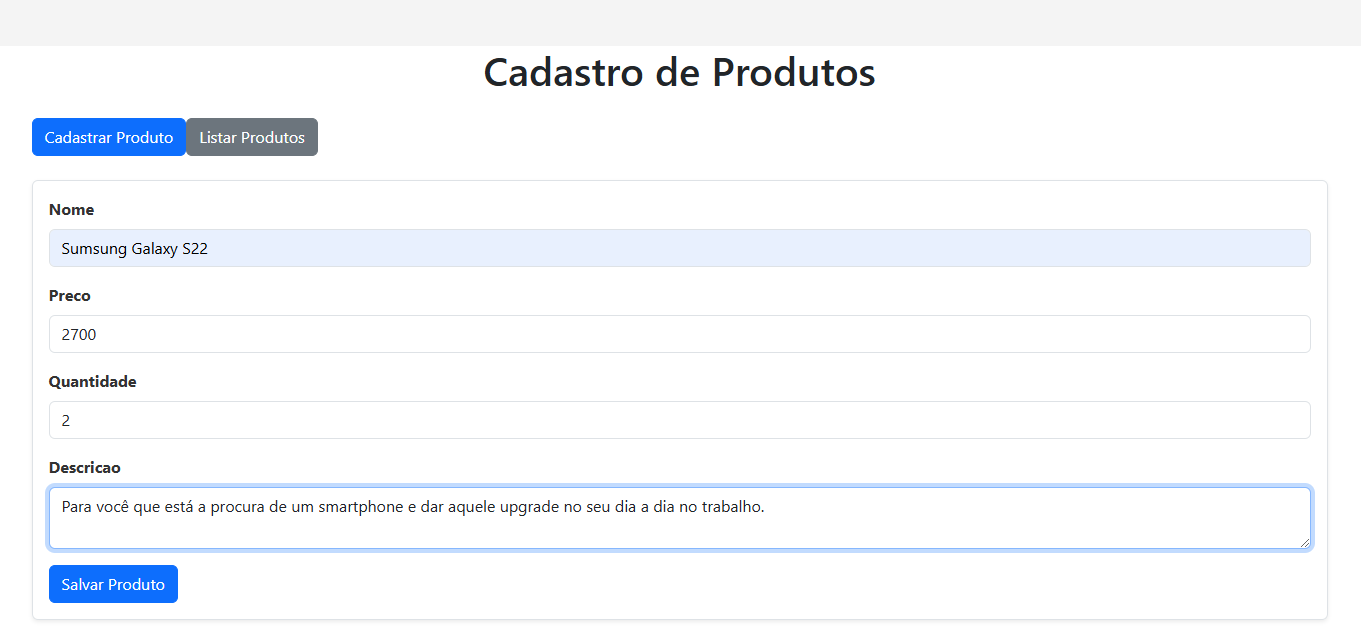 Cadastro de Produtos
Cadastrar Produto Listar Produtos
Nome
Sumsung Galaxy S22
Preco
2700
Quantidade
2
Descricao
Para você que está a procura de um smartphone e dar aquele upgrade no seu dia a dia no trabalho.
Salvar Produto